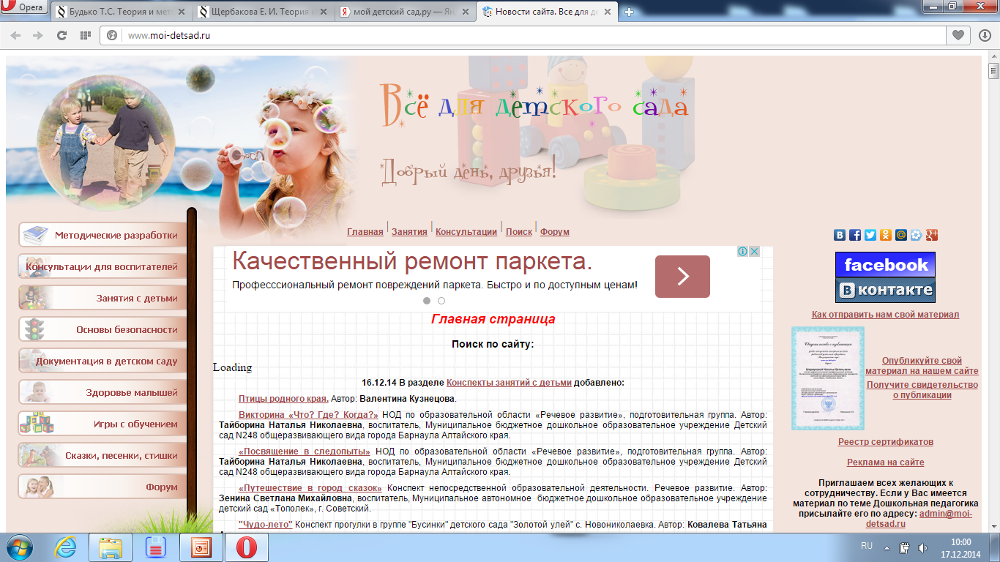 Opera
Будько Т.С. Теория и мет
Щербакова Е. И. Теория
мой детский сад.ру — Ян
Новости сайта. Все для де
www.moi-detsad.ru
Всё для детского сада
Добрый день, друзья!
Методические разработки
Консультации для воспитателей
Занятия с детьми
Основы безопасности
Документация в детском саду
Здоровье малышей
Игры с обучением
Сказки, песенки, стишки
Форум
Главная | Занятия | Консультации | Поиск | Форум
Качественный ремонт паркета.
Професссиональный ремонт повреждений паркета. Быстро и по доступным ценам!
Главная страница
Поиск по сайту:
Loading
16.12.14 В разделе Конспекты занятий с детьми добавлено:
Птицы родного края. Автор: Валентина Кузнецова.
Викторина «Что? Где? Когда?» НОД по образовательной области «Речевое развитие», подготовительная группа. Автор:
Тайборина Наталья Николаевна, воспитатель, Муниципальное бюджетное дошкольное образовательное учреждение Детский
сад N248 общеразвивающего вида города Барнаула Алтайского края.
«Посвящение в следопыты» НОД по образовательной области «Речевое развитие», подготовительная группа. Автор:
Тайборина Наталья Николаевна, воспитатель, Муниципальное бюджетное дошкольное образовательное учреждение Детский
сад N248 общеразвивающего вида города Барнаула Алтайского края.
«Путешествие в город сказок» Конспект непосредственной образовательной деятельности. Речевое развитие. Автор:
Зенина Светлана Михайловна, воспитатель, Муниципальное автономное бюджетное дошкольное образовательное учреждение
детский сад «Тополек», г. Советский.
"Чудо-лето" Конспект прогулки в группе "Бусинки" детского сада "Золотой улей" с. Новониколаевка. Автор: Ковалева Татьяна
facebook
В контакте
Как отправить нам свой материал
Свидетельство о публикации
Опубликуйте свой
материал на нашем сайте
Получите свидетельство
о публикации
Реестр сертификатов
Реклама на сайте
Приглашаем всех желающих к
сотрудничеству. Если у Вас имеется
материал по теме Дошкольная педагогика
присылайте его по адресу: admin@moi-
detsad.ru
RU
10:00
17.12.2014